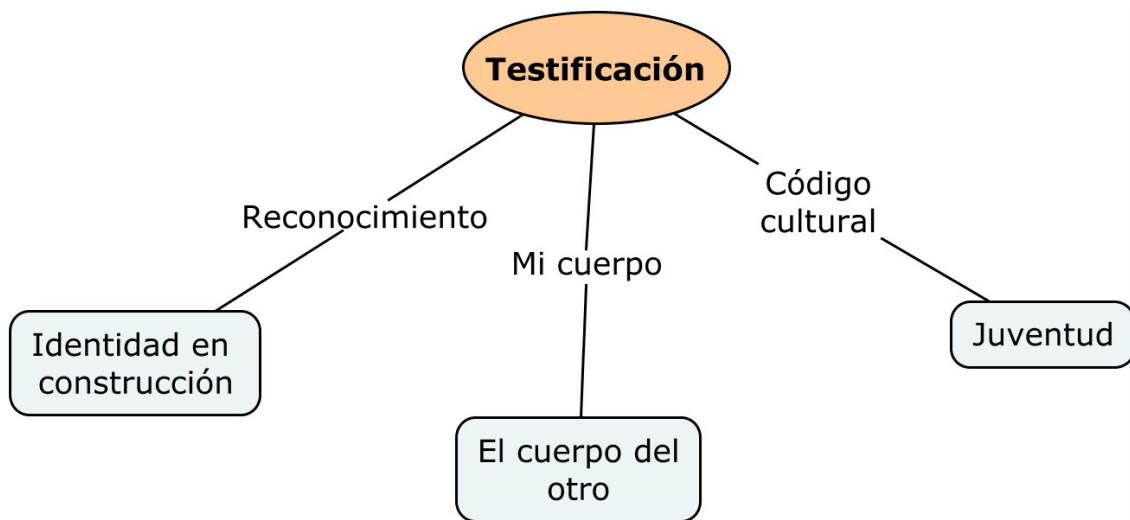 Testificación
Reconocimiento
Mi cuerpo
Código
cultural
Identidad en
construcción
El cuerpo del
otro
Juventud